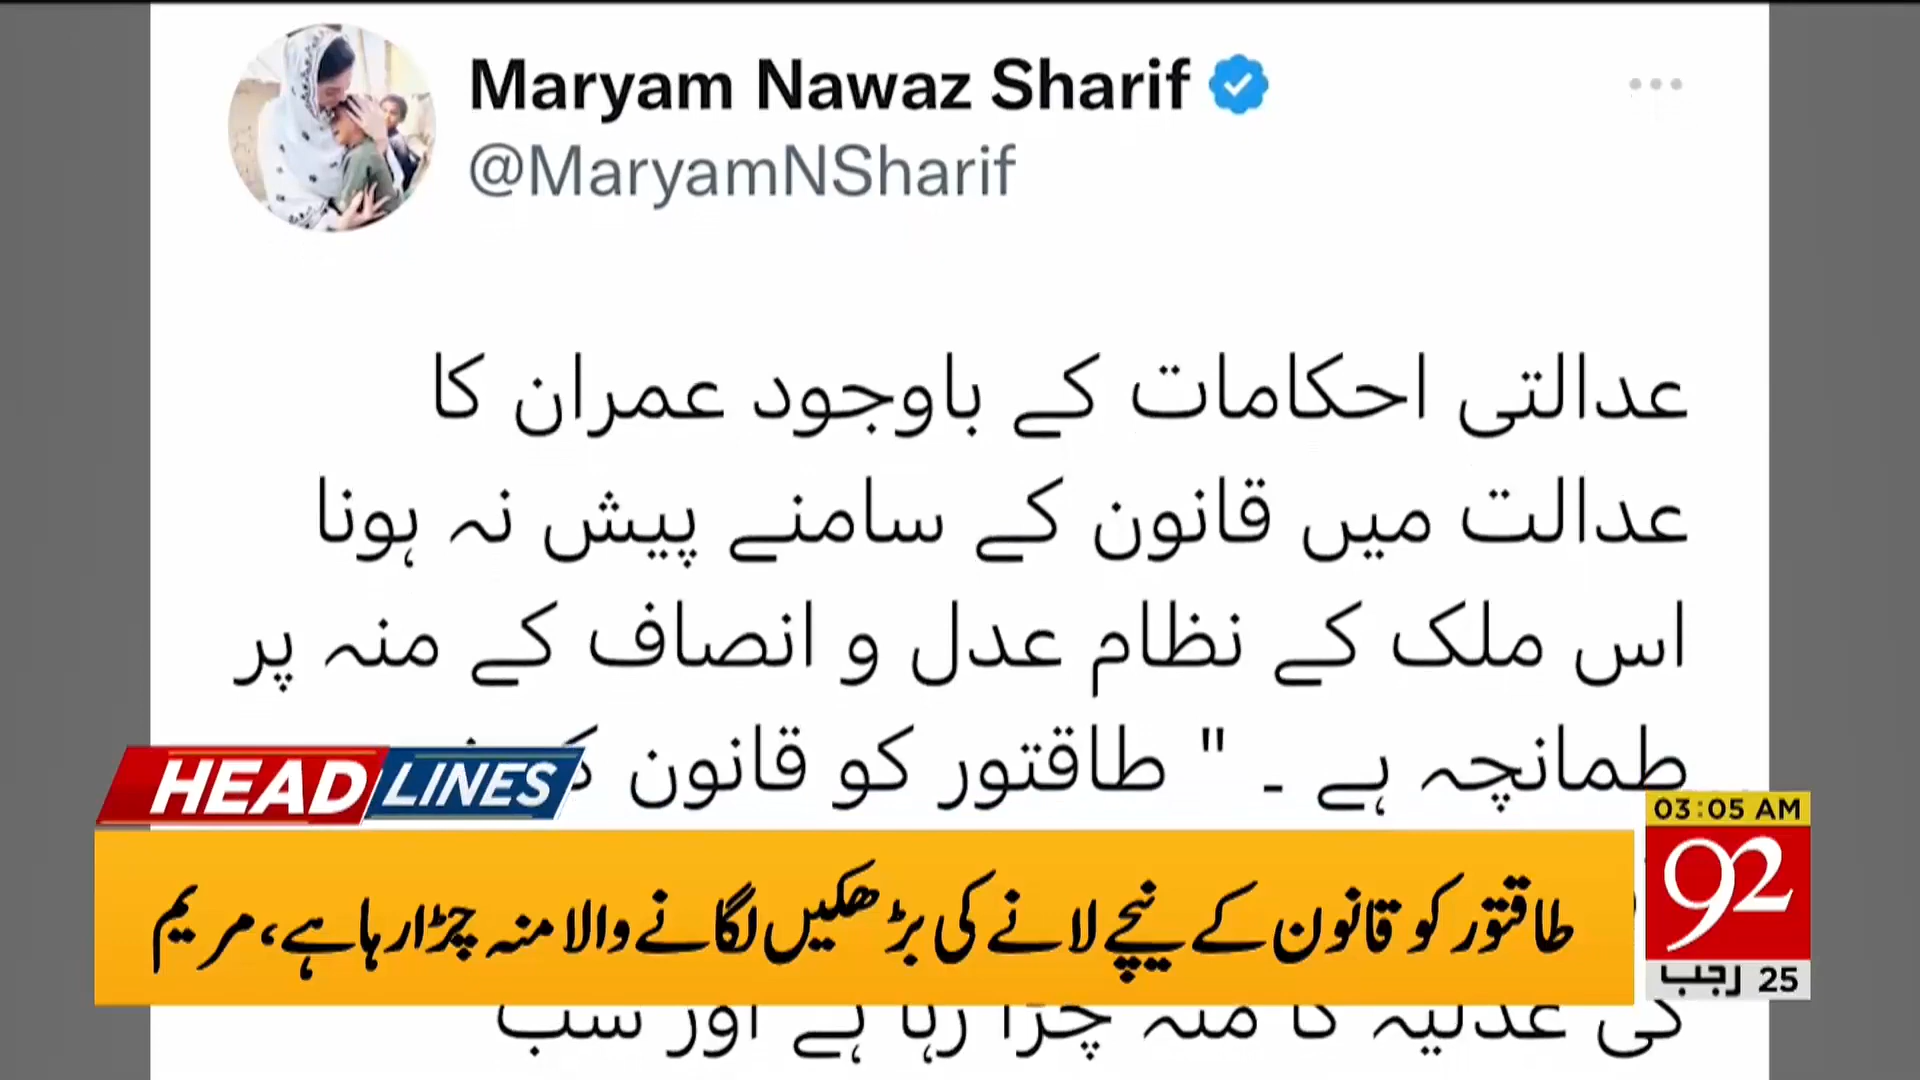 Maryam Nawaz Sharif
@MaryamNSharif
عدالتی احکامات کے باوجود عمران کا
عدالت میں قانون کے سامنے پیش نہ ہونا
اس ملک کے نظام عدل و انصاف کے منہ پر
طمانچہ ہے ۔ " طاقتور کو قانون
HEADLINES
03:05 AM
92
طاقتور کو قانون کے نیچے لانے کی بڑھکیں لگانے والا منہ چڑا رہا ہے، مریم
25 رجب
کی عدلیہ کا منہ چڑا رہا ہے اور سب